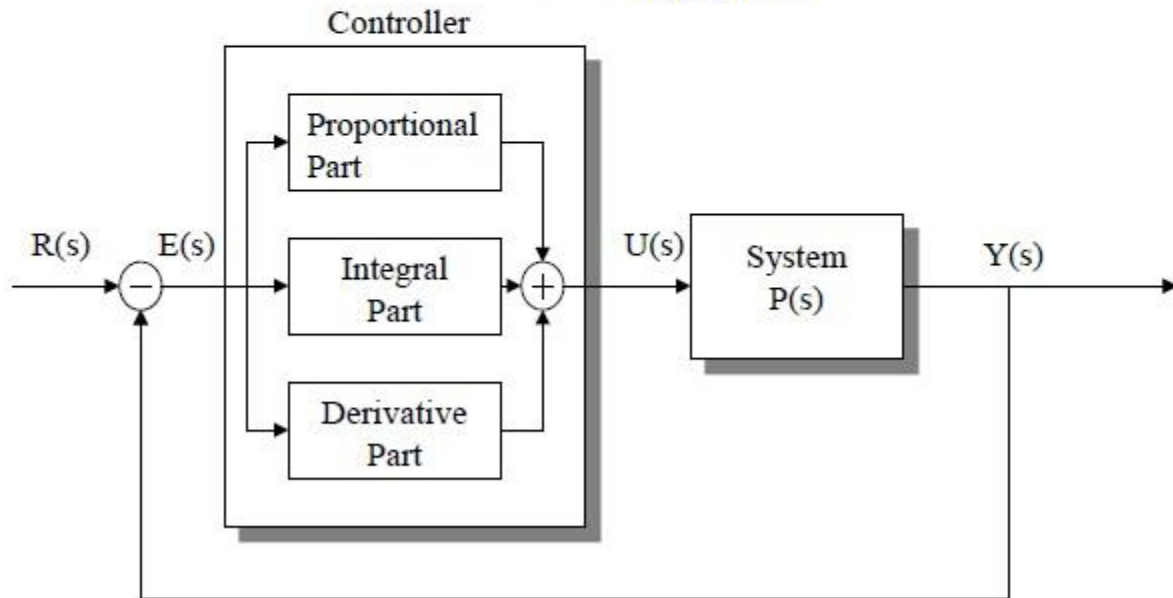 Controller
Proportional
Part
R(s)
E(s)
Integral
Part
U(s)
System
P(s)
Y(s)
Derivative
Part
−
+